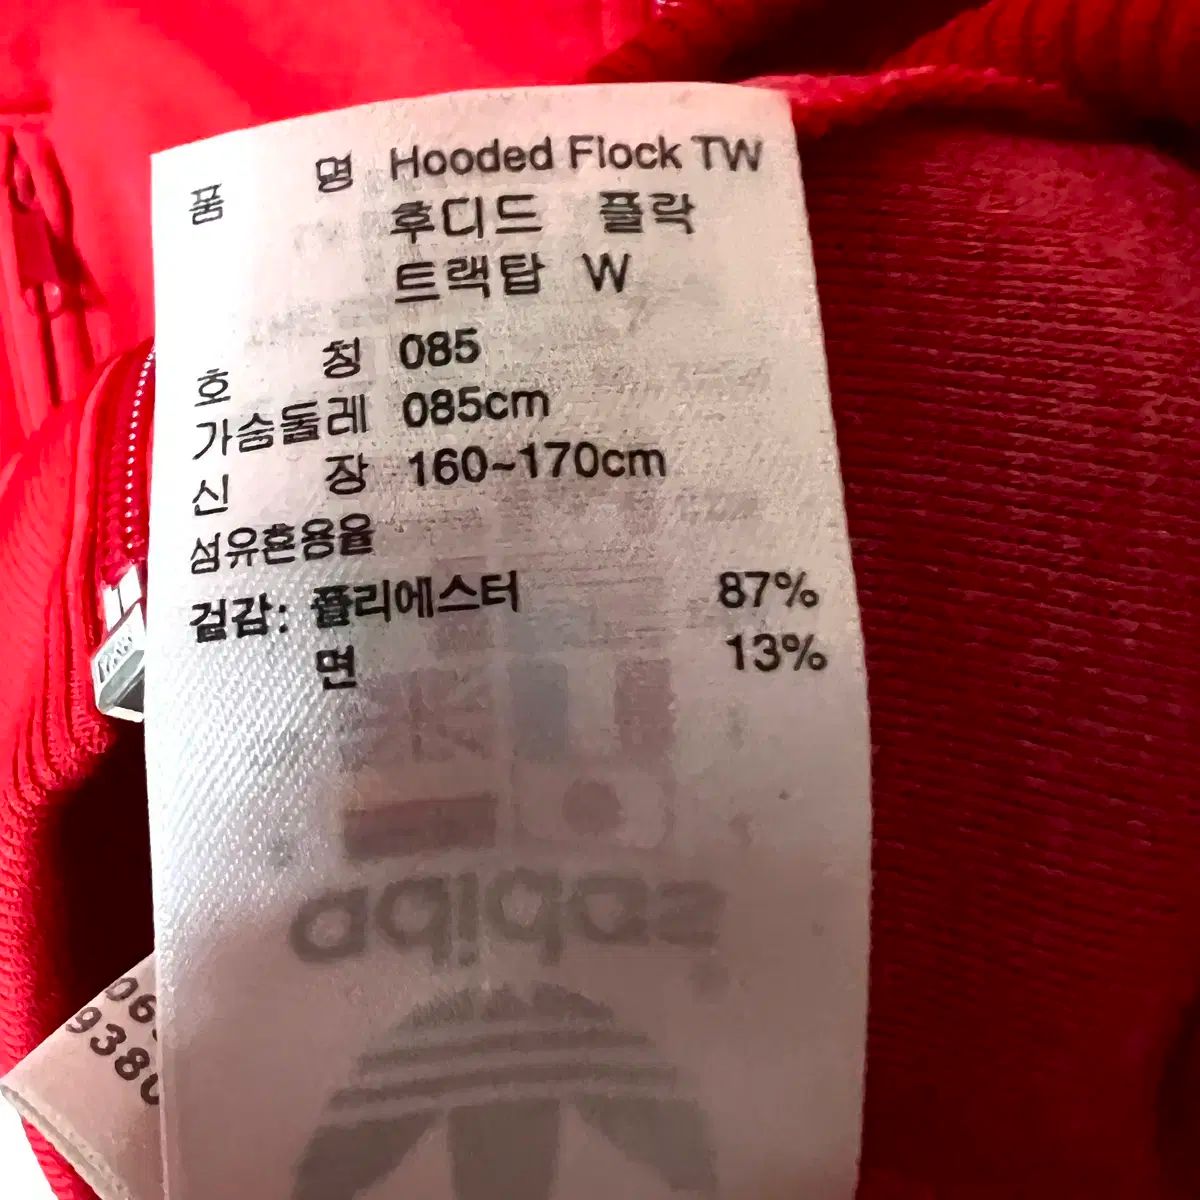 품 명 Hooded Flock TW
후디드 플락
트랙탑 W
호 칭 085
가슴둘레 085cm
신 장 160~170cm
섬유혼용율
겉감: 폴리에스터 87%
면 13%
adidas
YKK